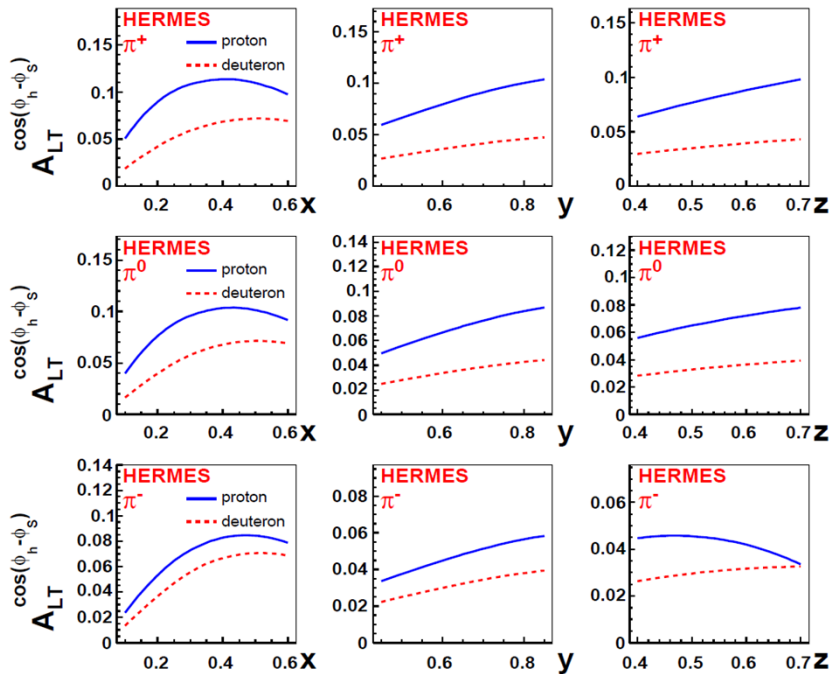 HERMES
π+
proton
deuteron
0.15
0.1
0.05
0
0.2 0.4 0.6 x
A_LT^cos(ϕ_h-ϕ_S)
HERMES
π+
0.15
0.1
0.05
0
0.6 0.8 y
HERMES
π+
0.15
0.1
0.05
0
0.4 0.5 0.6 0.7 z
HERMES
π0
proton
deuteron
0.15
0.1
0.05
0
0.2 0.4 0.6 x
A_LT^cos(ϕ_h-ϕ_S)
HERMES
π0
0.14
0.12
0.1
0.08
0.06
0.04
0.02
0
0.6 0.8 y
HERMES
π0
0.12
0.1
0.08
0.06
0.04
0.02
0
0.4 0.5 0.6 0.7 z
HERMES
π-
proton
deuteron
0.14
0.12
0.1
0.08
0.06
0.04
0.02
0
0.2 0.4 0.6 x
A_LT^cos(ϕ_h-ϕ_S)
HERMES
π-
0.08
0.06
0.04
0.02
0
0.6 0.8 y
HERMES
π-
0.06
0.04
0.02
0
0.4 0.5 0.6 0.7 z